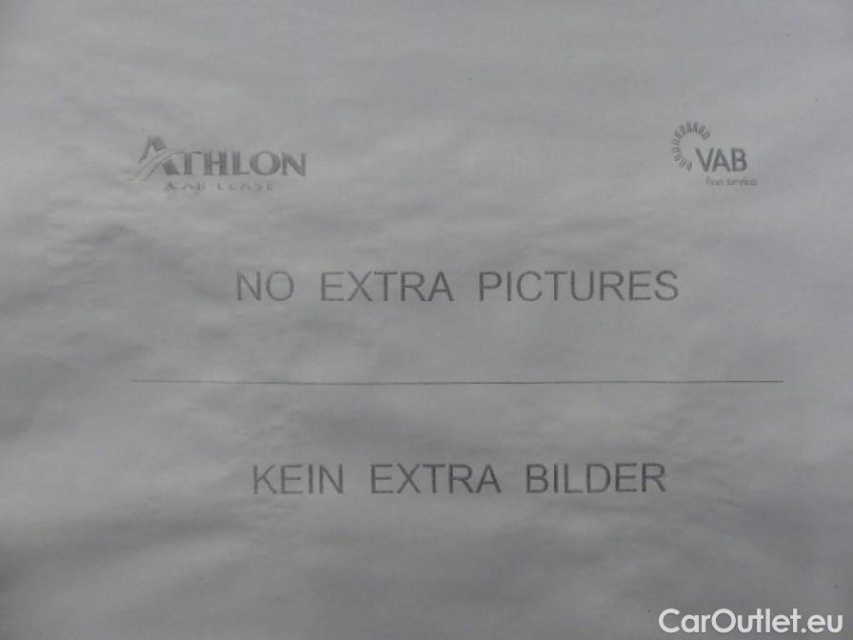 ATHLON
CAR LEASE
VAB
NO EXTRA PICTURES
KEIN EXTRA BILDER
CarOutlet.eu